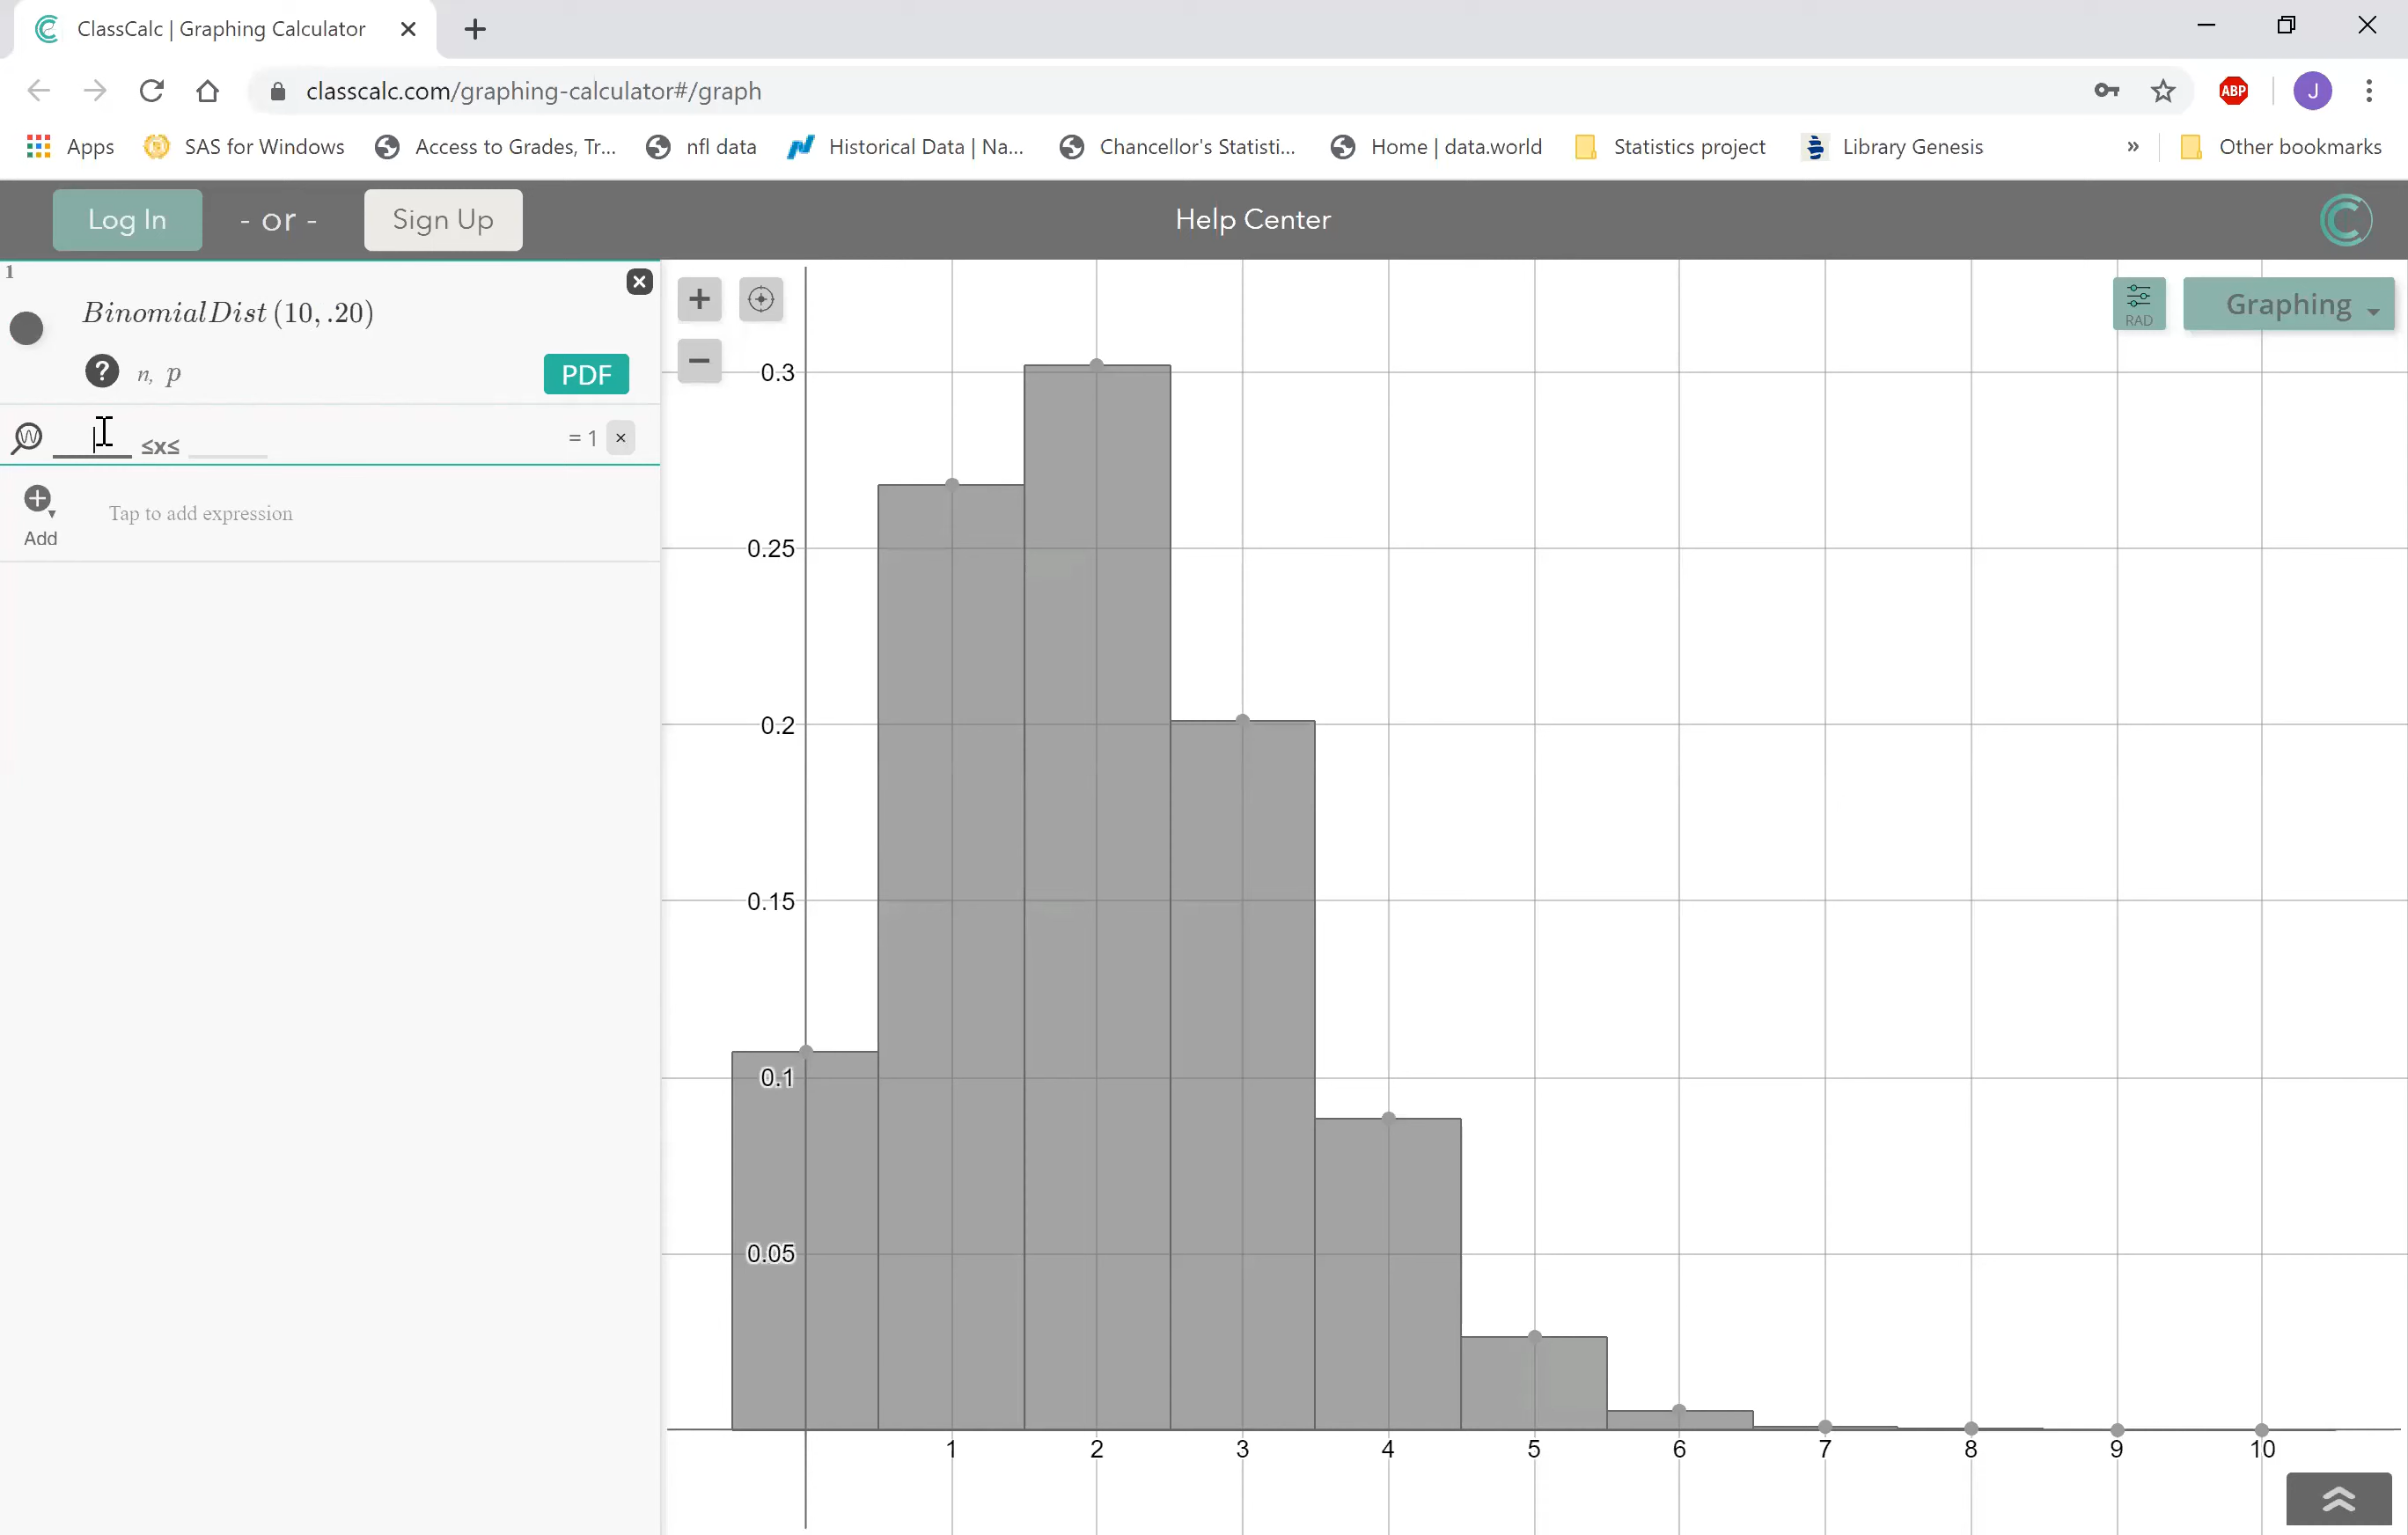 ClassCalc | Graphing Calculator
classcalc.com/graphing-calculator#/graph
ABP
J
Apps
SAS for Windows
Access to Grades, Tr...
nfl data
Historical Data | Na...
Chancellor's Statisti...
Home | data.world
Statistics project
Library Genesis
»
Other bookmarks
Log In
- or -
Sign Up
Help Center
1
BinomialDist (10, .20)
? n, p
PDF
≤x≤
= 1 ×
Add
Tap to add expression
+
−
RAD
Graphing
0.3
0.25
0.2
0.15
0.1
0.05
1 2 3 4 5 6 7 8 9 10